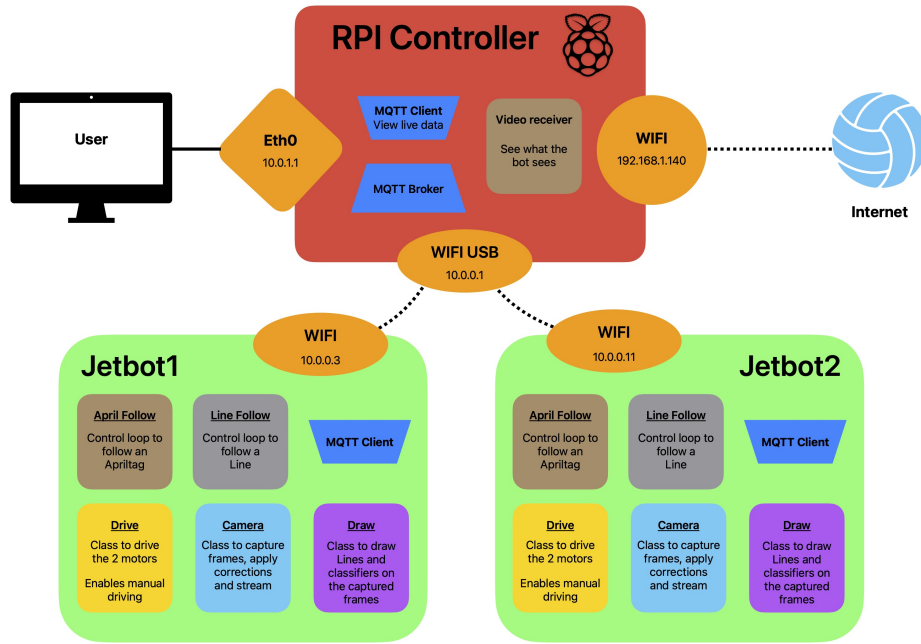 RPI Controller
User
Eth0
10.0.1.1
MQTT Client
View live data
MQTT Broker
Video receiver
See what the
bot sees
WIFI
192.168.1.140
Internet
WIFI USB
10.0.0.1
WIFI
10.0.0.3
Jetbot1
April Follow
Control loop to
follow an
Apriltag
Line Follow
Control loop to
follow a
Line
MQTT Client
Drive
Class to drive
the 2 motors
Enables manual
driving
Camera
Class to capture
frames, apply
corrections
and stream
Draw
Class to draw
Lines and
classifiers on
the captured
frames
WIFI
10.0.0.11
Jetbot2
April Follow
Control loop to
follow an
Apriltag
Line Follow
Control loop to
follow a
Line
MQTT Client
Drive
Class to drive
the 2 motors
Enables manual
driving
Camera
Class to capture
frames, apply
corrections
and stream
Draw
Class to draw
Lines and
classifiers on
the captured
frames